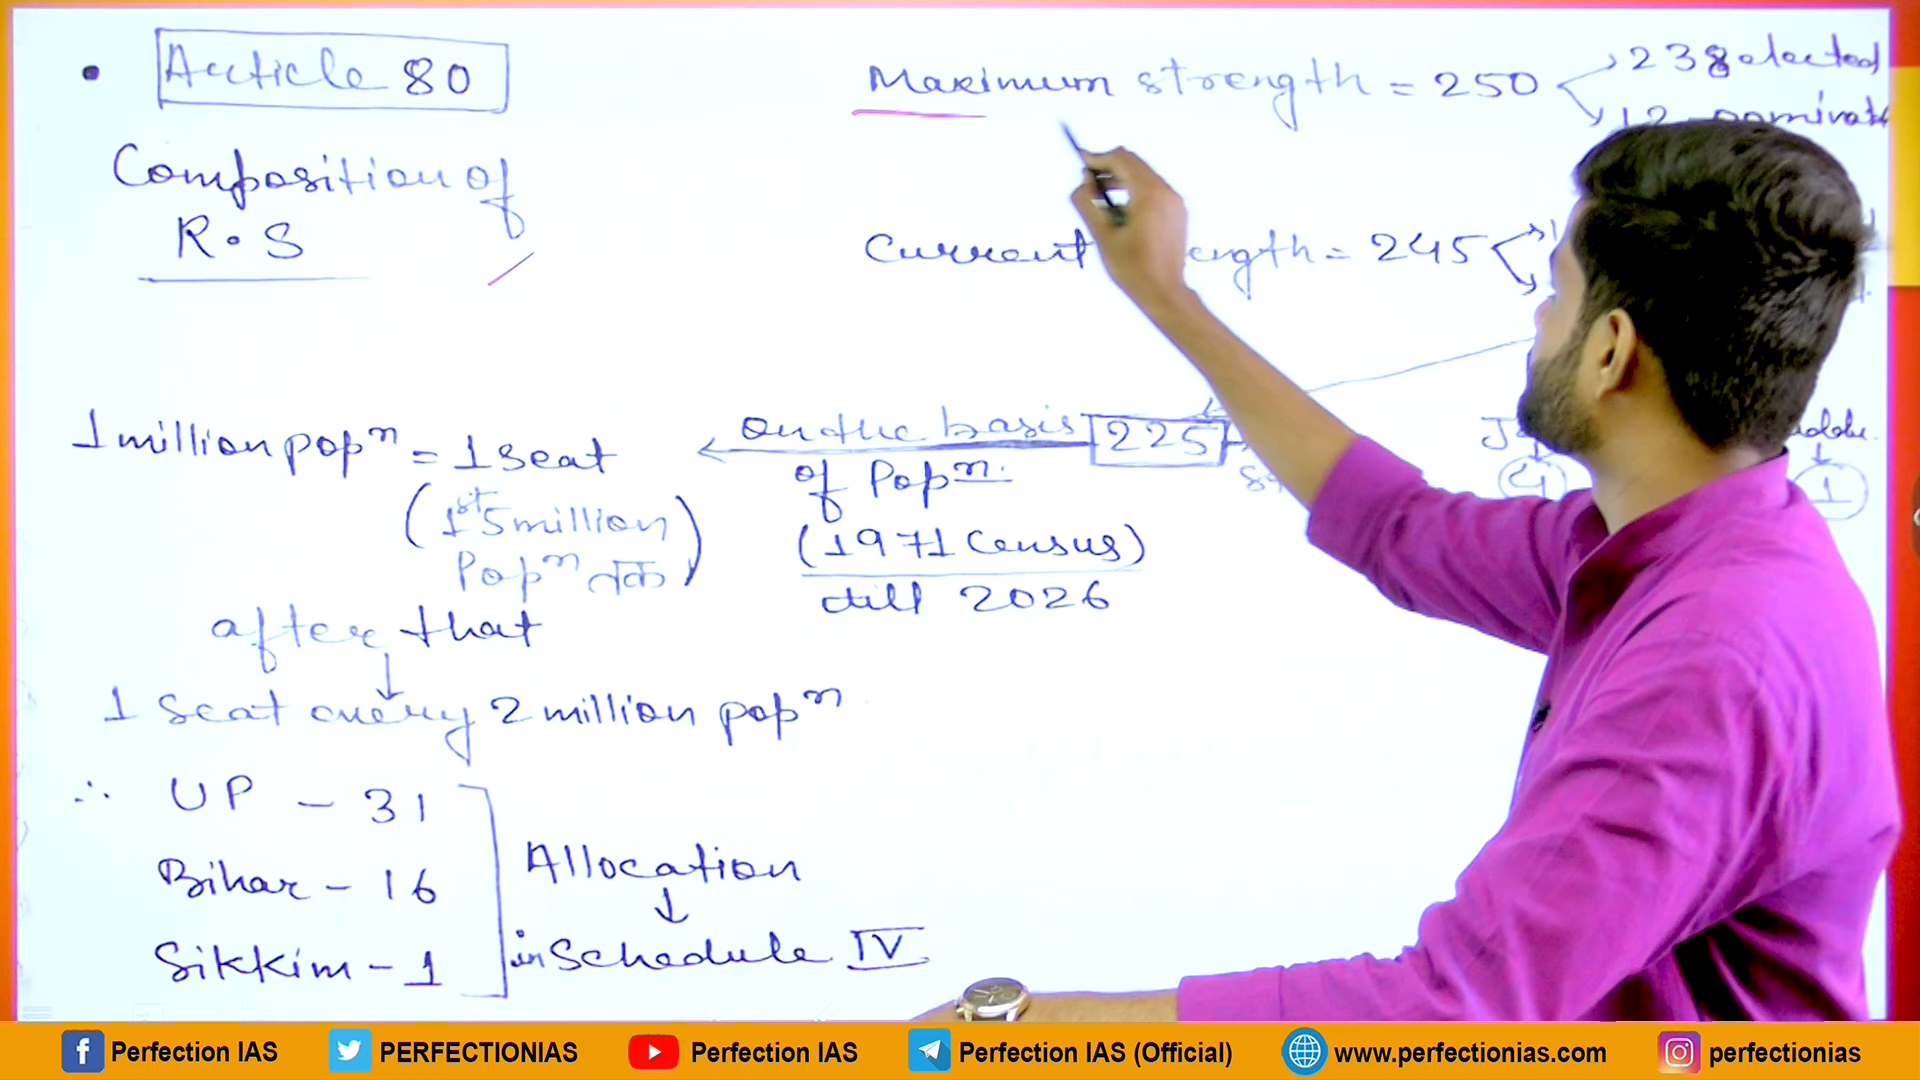 • Article 80
Composition of
R.S
Maximum strength = 250
238 elected
12
Current = 245
1 million popⁿ = 1 seat
(1st 5 million
Popⁿ तक)
after that
1 seat every 2 million popⁿ
∴ UP - 31
Bihar - 16
Sikkim - 1
Allocation
in Schedule IV
on the basis
of Popⁿ.
(1971 Census)
till 2026
225
4
1
Perfection IAS
PERFECTIONIAS
Perfection IAS
Perfection IAS (Official)
www.perfectionias.com
perfectionias